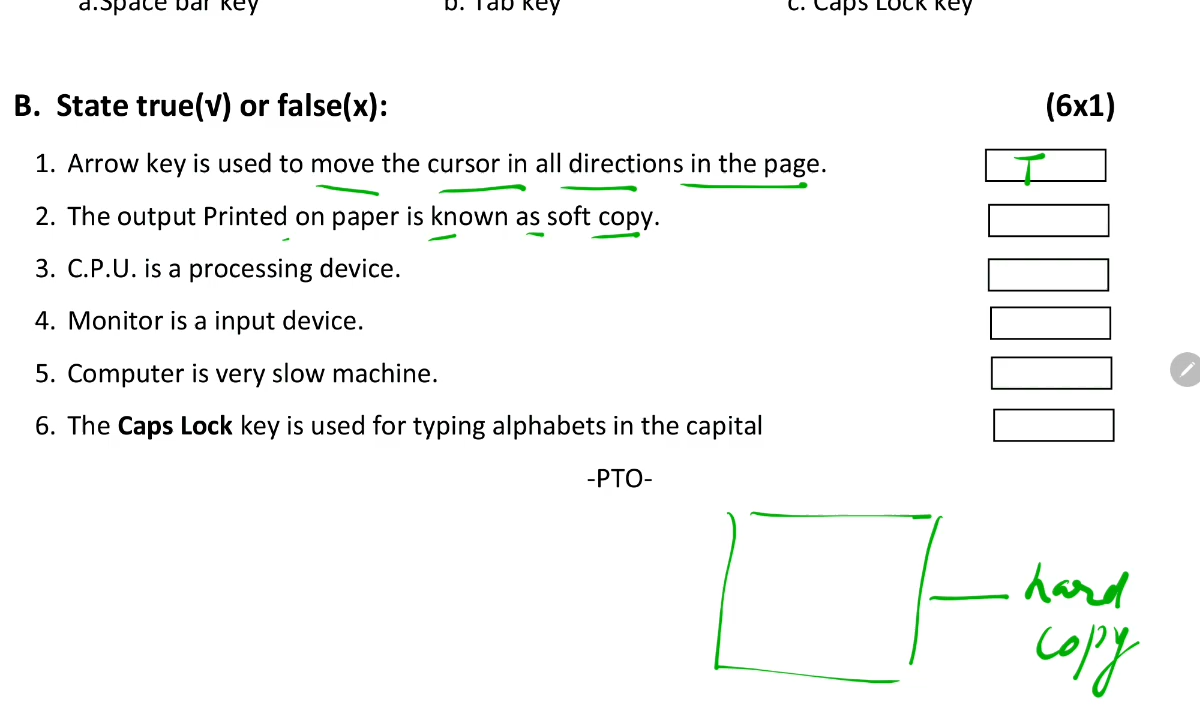 a.Space bar key b. Tab key c. Caps Lock key
B. State true(√) or false(x): (6x1)
1. Arrow key is used to move the cursor in all directions in the page. T
2. The output Printed on paper is known as soft copy.
3. C.P.U. is a processing device.
4. Monitor is a input device.
5. Computer is very slow machine.
6. The Caps Lock key is used for typing alphabets in the capital
-PTO-
hard
copy